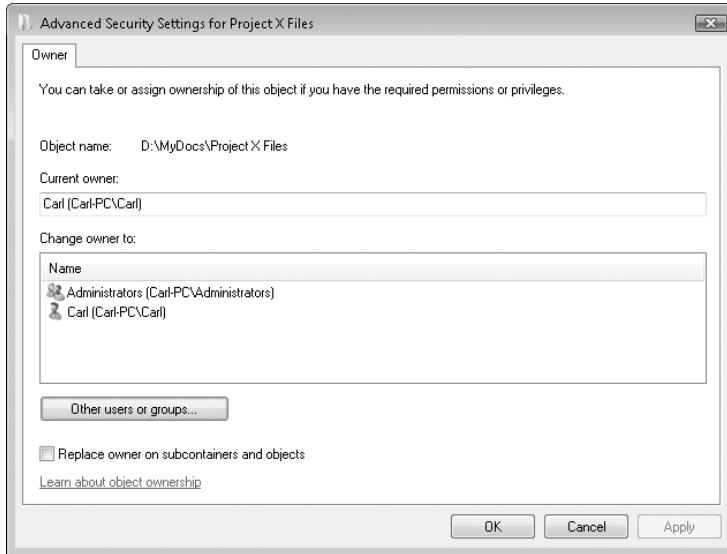 Advanced Security Settings for Project X Files
Owner
You can take or assign ownership of this object if you have the required permissions or privileges.
Object name: D:\MyDocs\Project X Files
Current owner:
Carl (Carl-PC\Carl)
Change owner to:
Name
Administrators (Carl-PC\Administrators)
Carl (Carl-PC\Carl)
Other users or groups...
Replace owner on subcontainers and objects
Learn about object ownership
OK Cancel Apply